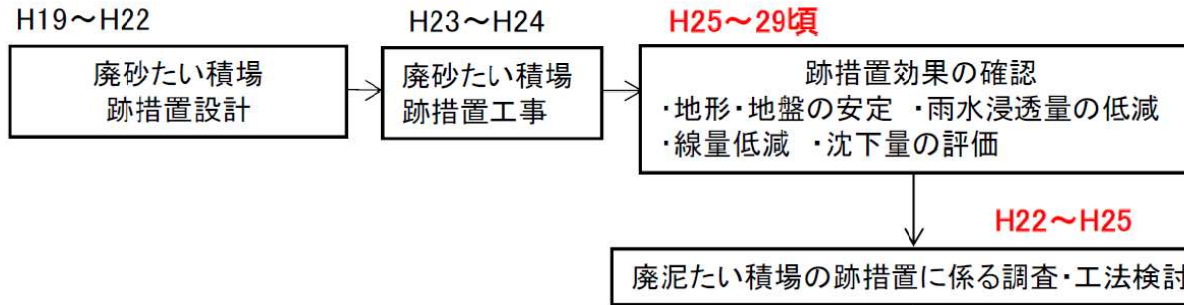 H19～H22
廃砂たい積場
跡措置設計
H23～H24
廃砂たい積場
跡措置工事
H25～29頃
跡措置効果の確認
・地形・地盤の安定 ・雨水浸透量の低減
・線量低減 ・沈下量の評価
H22～H25
廃泥たい積場の跡措置に係る調査・工法検討